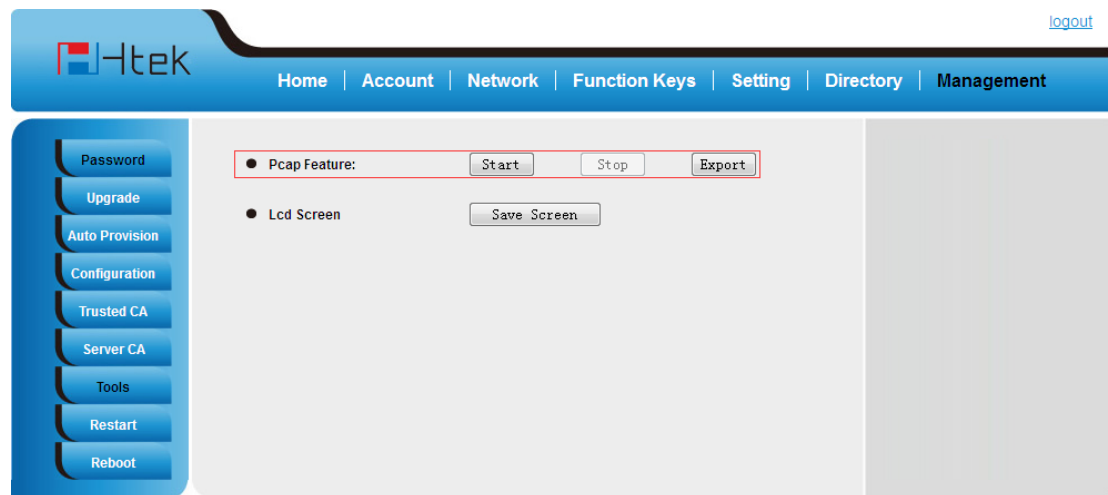 logout
Htek
Home | Account | Network | Function Keys | Setting | Directory | Management
Password
Pcap Feature: Start Stop Export
Upgrade
Lcd Screen Save Screen
Auto Provision
Configuration
Trusted CA
Server CA
Tools
Restart
Reboot